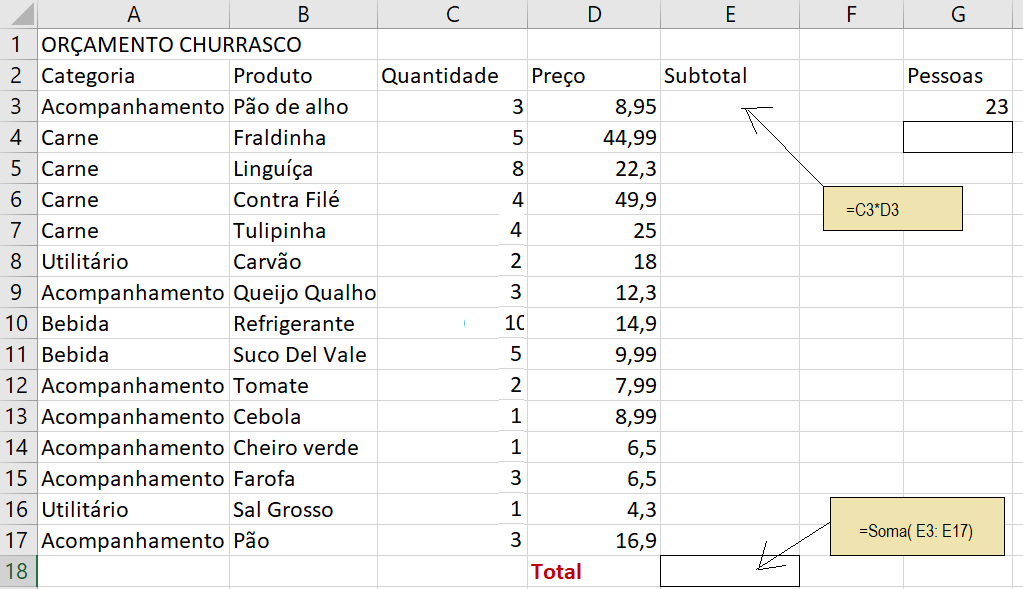 A B C D E F G
1 ORÇAMENTO CHURRASCO
2 Categoria Produto Quantidade Preço Subtotal Pessoas
3 Acompanhamento Pão de alho 3 8,95 23
4 Carne Fraldinha 5 44,99
5 Carne Linguíça 8 22,3
6 Carne Contra Filé 4 49,9
=C3*D3
7 Carne Tulipinha 4 25
8 Utilitário Carvão 2 18
9 Acompanhamento Queijo Qualho 3 12,3
10 Bebida Refrigerante 10 14,9
11 Bebida Suco Del Vale 5 9,99
12 Acompanhamento Tomate 2 7,99
13 Acompanhamento Cebola 1 8,99
14 Acompanhamento Cheiro verde 1 6,5
15 Acompanhamento Farofa 3 6,5
16 Utilitário Sal Grosso 1 4,3
=Soma( E3: E17)
17 Acompanhamento Pão 3 16,9
18 Total